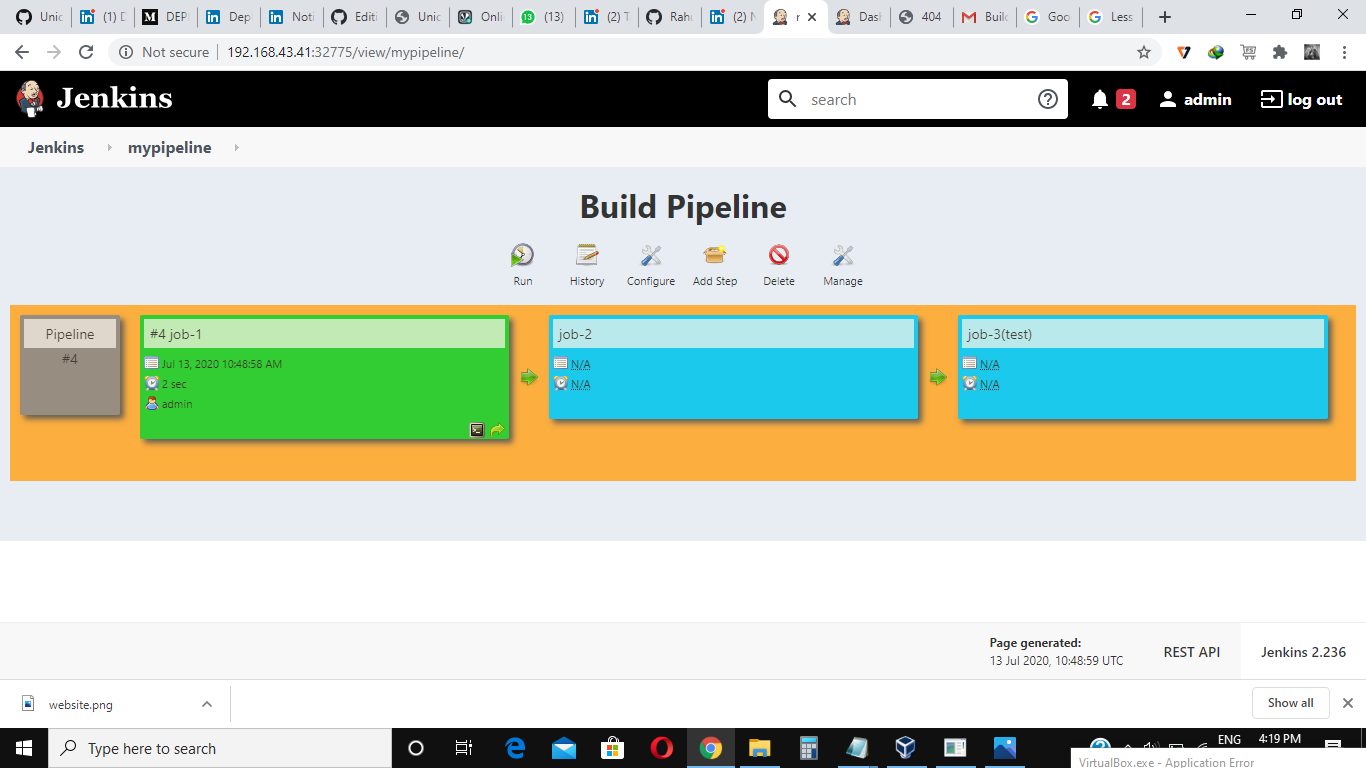 Unic
(1) D
DEPI
Dep
Noti
Editi
Unic
Onli
(13)
(2) T
Rahu
(2) N
r
Dash
404
Build
Goo
Less
Not secure
192.168.43.41:32775/view/mypipeline/
Jenkins
search
2
admin
log out
Jenkins
mypipeline
Build Pipeline
Run
History
Configure
Add Step
Delete
Manage
Pipeline
#4
#4 job-1
Jul 13, 2020 10:48:58 AM
2 sec
admin
job-2
N/A
N/A
job-3(test)
N/A
N/A
Page generated:
13 Jul 2020, 10:48:59 UTC
REST API
Jenkins 2.236
website.png
Show all
Type here to search
ENG
4:19 PM
VirtualBox.exe - Application Error